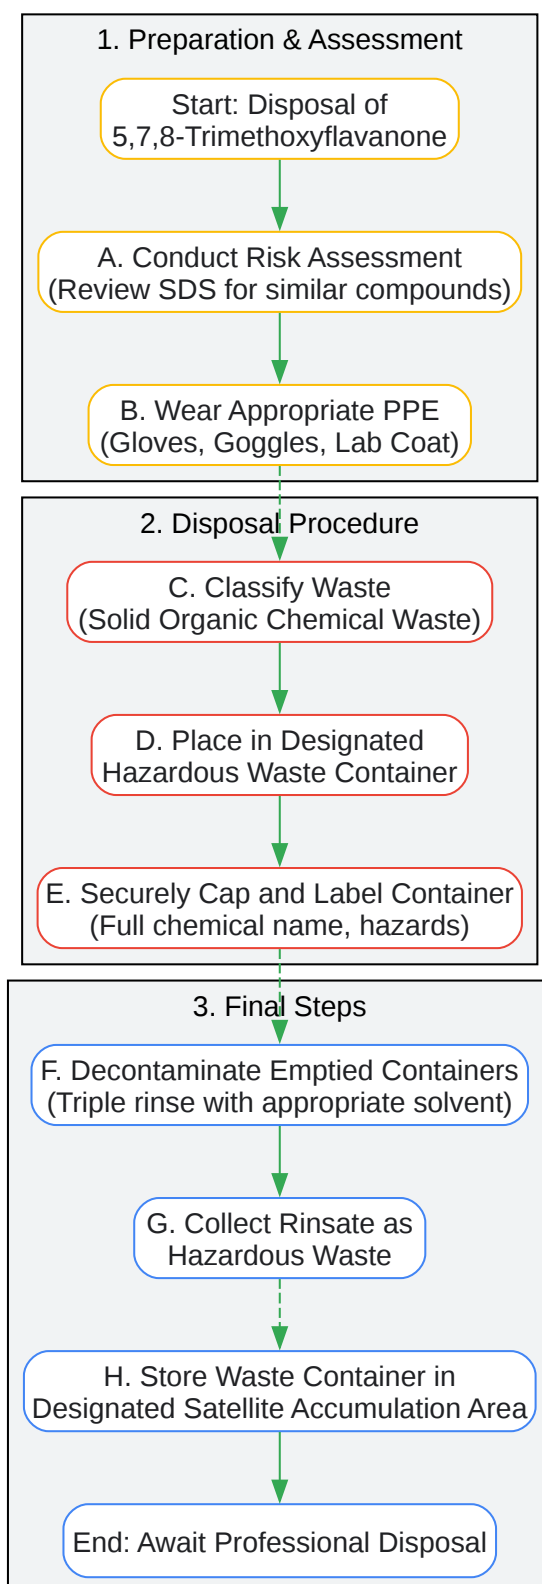 1. Preparation & Assessment
Start: Disposal of
5,7,8-Trimethoxyflavanone
A. Conduct Risk Assessment
(Review SDS for similar compounds)
B. Wear Appropriate PPE
(Gloves, Goggles, Lab Coat)
2. Disposal Procedure
C. Classify Waste
(Solid Organic Chemical Waste)
D. Place in Designated
Hazardous Waste Container
E. Securely Cap and Label Container
(Full chemical name, hazards)
3. Final Steps
F. Decontaminate Emptied Containers
(Triple rinse with appropriate solvent)
G. Collect Rinsate as
Hazardous Waste
H. Store Waste Container in
Designated Satellite Accumulation Area
End: Await Professional Disposal